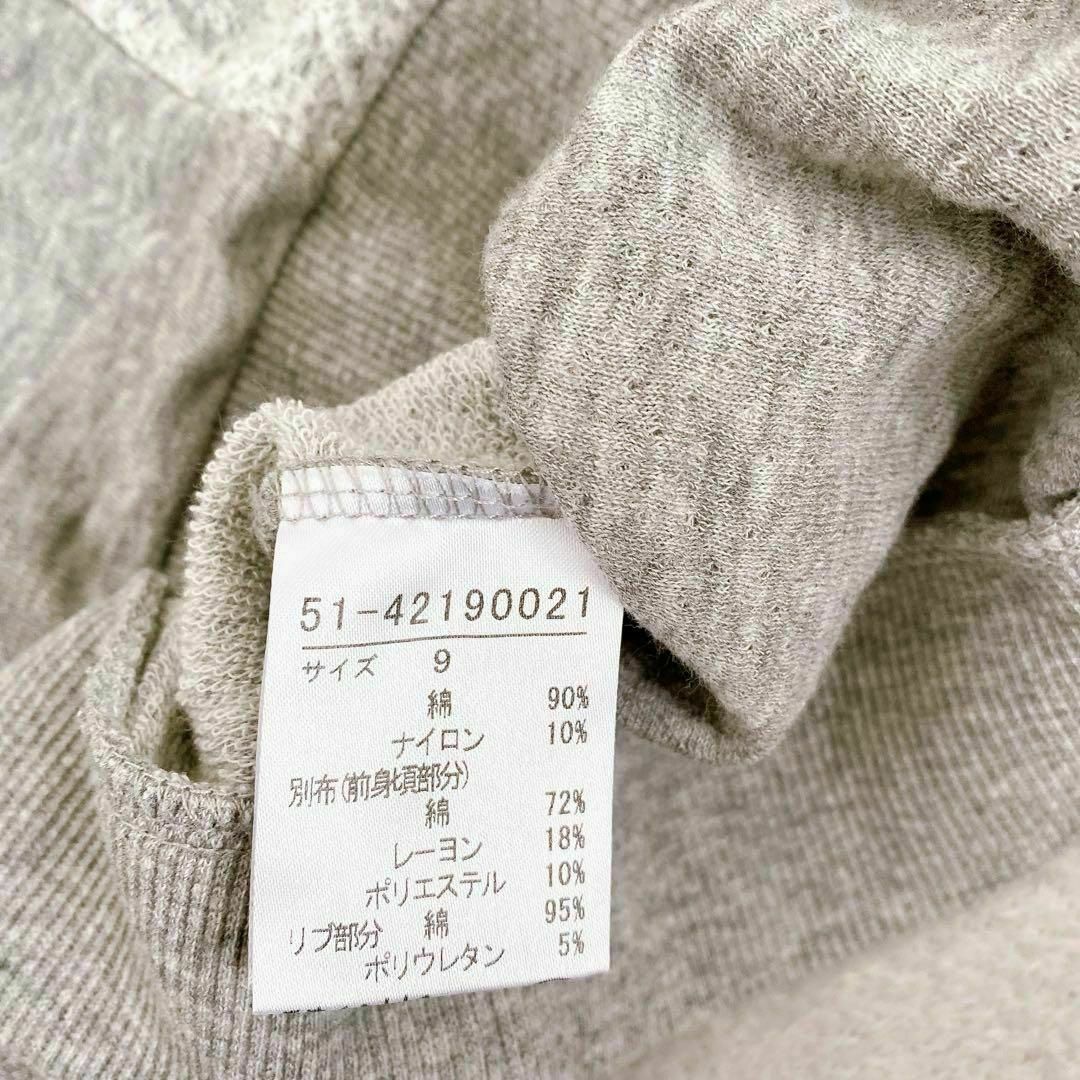 51-42190021
サイズ 9
綿 90%
ナイロン 10%
別布(前身頃部分)
綿 72%
レーヨン 18%
ポリエステル 10%
リブ部分 綿 95%
ポリウレタン 5%